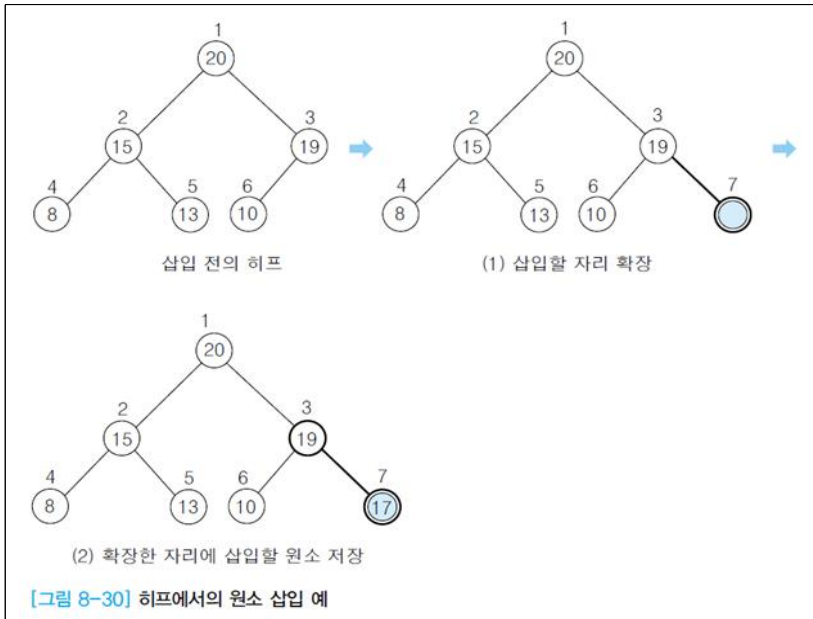 1 1
20 20
2 3 2 3
15 19 15 19
4 5 6 4 5 6 7
8 13 10 8 13 10
삽입 전의 히프 (1) 삽입할 자리 확장
1
20
2 3
15 19
4 5 6 7
8 13 10 17
(2) 확장한 자리에 삽입할 원소 저장
[그림 8-30] 히프에서의 원소 삽입 예